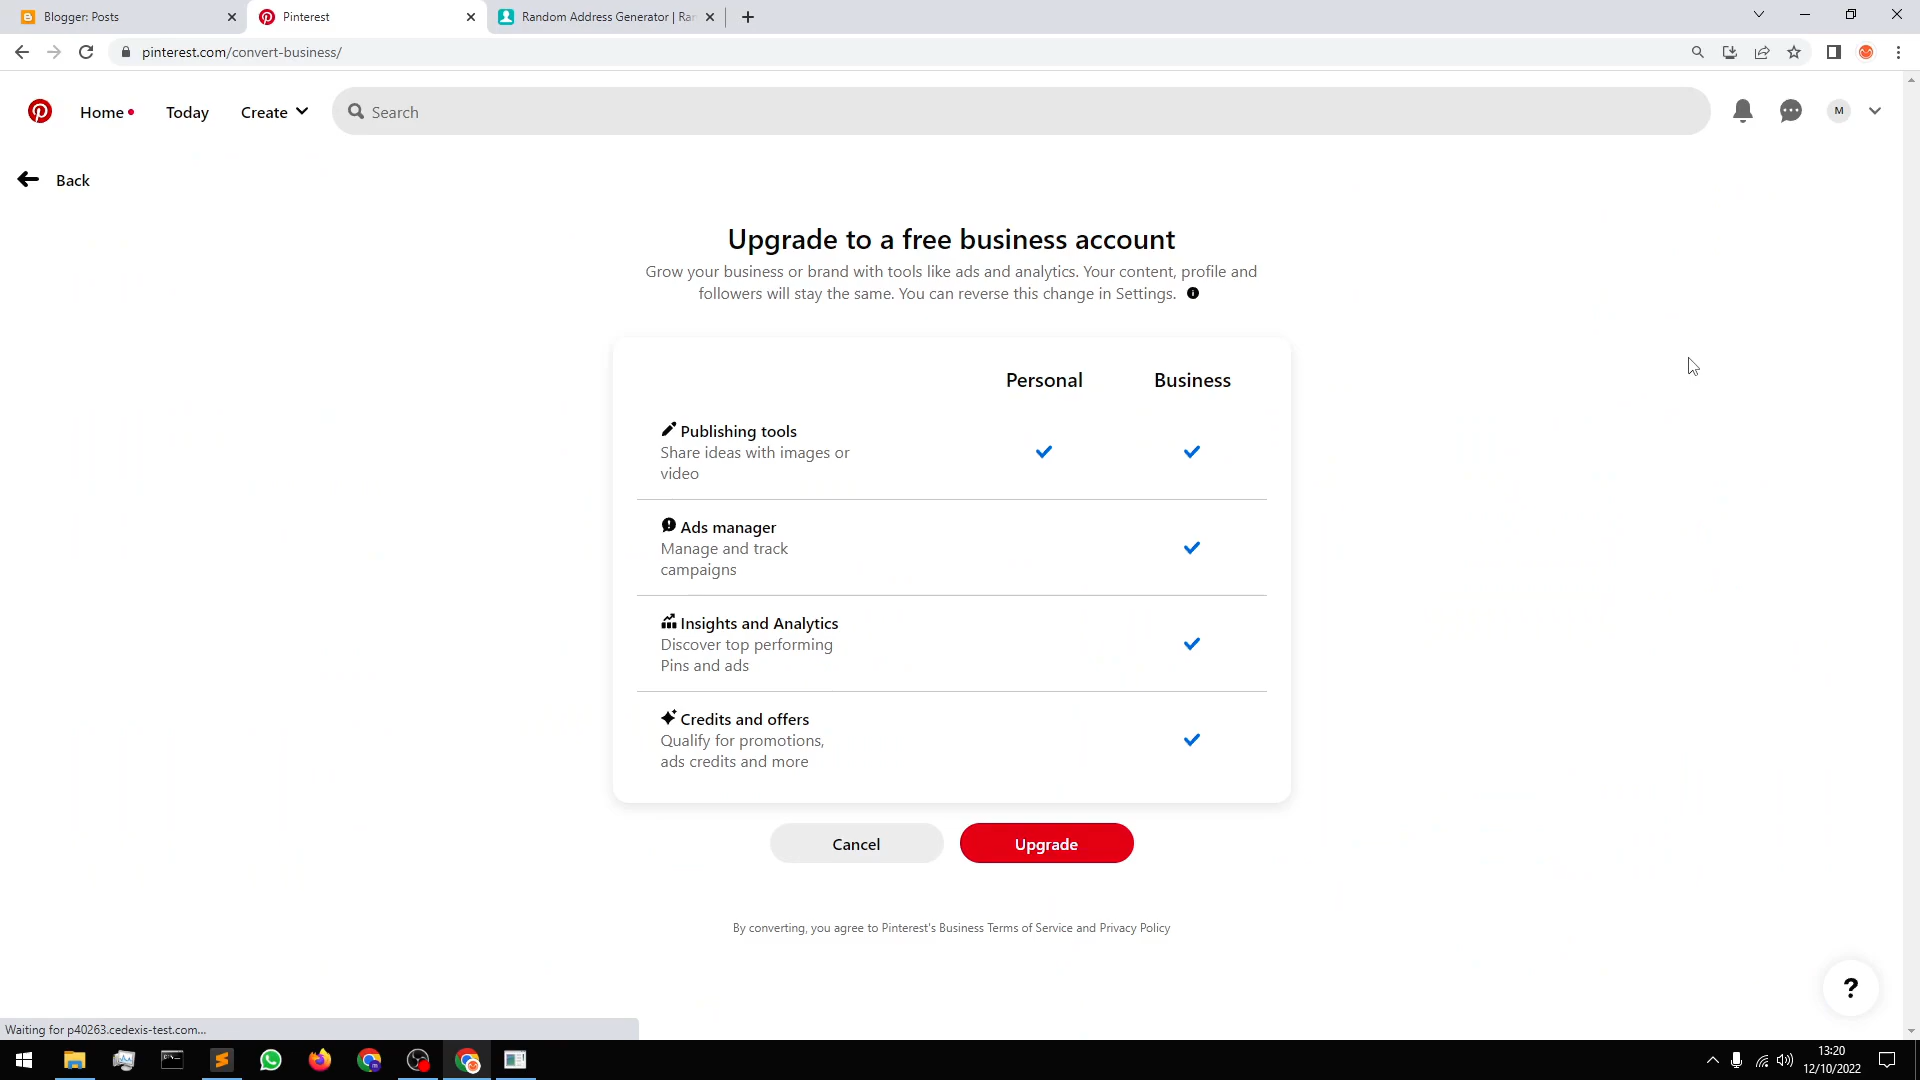 Blogger: Posts
Pinterest
Random Address Generator | Ran
pinterest.com/convert-business/
Home
Today
Create
Search
M
Back
Upgrade to a free business account
Grow your business or brand with tools like ads and analytics. Your content, profile and
followers will stay the same. You can reverse this change in Settings.
Personal
Business
Publishing tools
Share ideas with images or
video
Ads manager
Manage and track
campaigns
Insights and Analytics
Discover top performing
Pins and ads
Credits and offers
Qualify for promotions,
ads credits and more
Cancel
Upgrade
By converting, you agree to Pinterest's Business Terms of Service and Privacy Policy
?
Waiting for p40263.cedexis-test.com...
13:20
12/10/2022